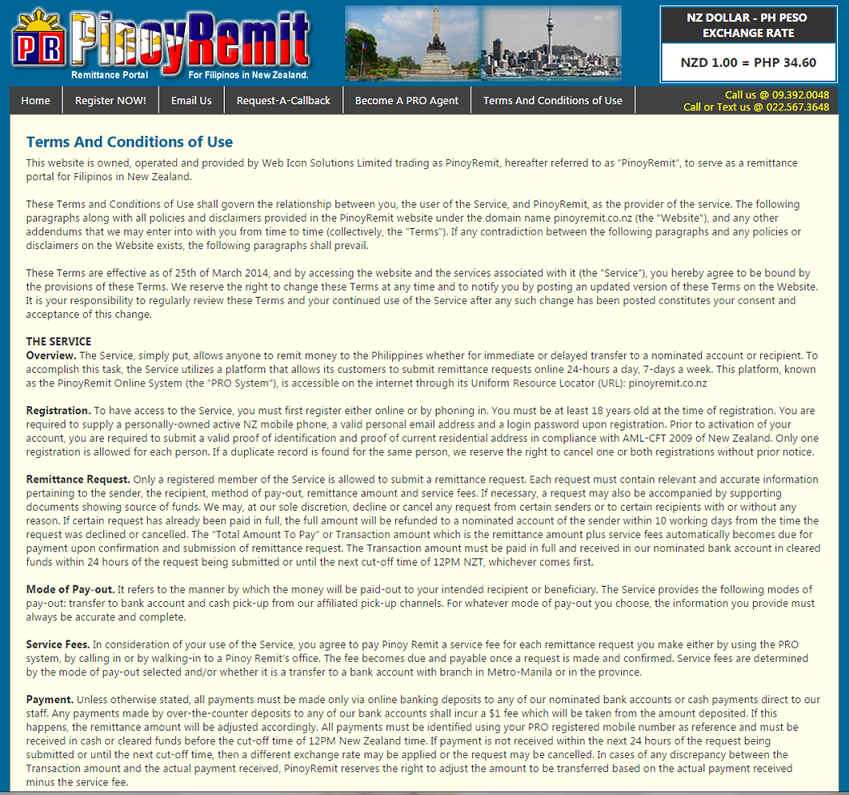 PR PinoyRemit
Remittance Portal For Filipinos in New Zealand.
NZ DOLLAR - PH PESO
EXCHANGE RATE
NZD 1.00 = PHP 34.60
Home Register NOW! Email Us Request-A-Callback Become A PRO Agent Terms And Conditions of Use
Call us @ 09.392.0048
Call or Text us @ 022.567.3648
Terms And Conditions of Use
This website is owned, operated and provided by Web Icon Solutions Limited trading as PinoyRemit, hereafter referred to as “PinoyRemit”, to serve as a remittance
portal for Filipinos in New Zealand.
These Terms and Conditions of Use shall govern the relationship between you, the user of the Service, and PinoyRemit, as the provider of the service. The following
paragraphs along with all policies and disclaimers provided in the PinoyRemit website under the domain name pinoyremit.co.nz (the "Website"), and any other
addendums that we may enter into with you from time to time (collectively, the “Terms”). If any contradiction between the following paragraphs and any policies or
disclaimers on the Website exists, the following paragraphs shall prevail.
These Terms are effective as of 25th of March 2014, and by accessing the website and the services associated with it (the “Service”), you hereby agree to be bound by
the provisions of these Terms. We reserve the right to change these Terms at any time and to notify you by posting an updated version of these Terms on the Website.
It is your responsibility to regularly review these Terms and your continued use of the Service after any such change has been posted constitutes your consent and
acceptance of this change.
THE SERVICE
Overview. The Service, simply put, allows anyone to remit money to the Philippines whether for immediate or delayed transfer to a nominated account or recipient. To
accomplish this task, the Service utilizes a platform that allows its customers to submit remittance requests online 24-hours a day, 7-days a week. This platform, known
as the PinoyRemit Online System (the “PRO System”), is accessible on the internet through its Uniform Resource Locator (URL): pinoyremit.co.nz
Registration. To have access to the Service, you must first register either online or by phoning in. You must be at least 18 years old at the time of registration. You are
required to supply a personally-owned active NZ mobile phone, a valid personal email address and a login password upon registration. Prior to activation of your
account, you are required to submit a valid proof of identification and proof of current residential address in compliance with AML-CFT 2009 of New Zealand. Only one
registration is allowed for each person. If a duplicate record is found for the same person, we reserve the right to cancel one or both registrations without prior notice.
Remittance Request. Only a registered member of the Service is allowed to submit a remittance request. Each request must contain relevant and accurate information
pertaining to the sender, the recipient, method of pay-out, remittance amount and service fees. If necessary, a request may also be accompanied by supporting
documents showing source of funds. We may, at our sole discretion, decline or cancel any request from certain senders or to certain recipients with or without any
reason. If certain request has already been paid in full, the full amount will be refunded to a nominated account of the sender within 10 working days from the time the
request was declined or cancelled. The “Total Amount To Pay” or Transaction amount which is the remittance amount plus service fees automatically becomes due for
payment upon confirmation and submission of remittance request. The Transaction amount must be paid in full and received in our nominated bank account in cleared
funds within 24 hours of the request being submitted or until the next cut-off time of 12PM NZT, whichever comes first.
Mode of Pay-out. It refers to the manner by which the money will be paid-out to your intended recipient or beneficiary. The Service provides the following modes of
pay-out: transfer to bank account and cash pick-up from our affiliated pick-up channels. For whatever mode of pay-out you choose, the information you provide must
always be accurate and complete.
Service Fees. In consideration of your use of the Service, you agree to pay Pinoy Remit a service fee for each remittance request you make either by using the PRO
system, by calling in or by walking-in to a Pinoy Remit's office. The fee becomes due and payable once a request is made and confirmed. Service fees are determined
by the mode of pay-out selected and/or whether it is a transfer to a bank account with branch in Metro-Manila or in the province.
Payment. Unless otherwise stated, all payments must be made only via online banking deposits to any of our nominated bank accounts or cash payments direct to our
staff. Any payments made by over-the-counter deposits to any of our bank accounts shall incur a $1 fee which will be taken from the amount deposited. If this
happens, the remittance amount will be adjusted accordingly. All payments must be identified using your PRO registered mobile number as reference and must be
received in cash or cleared funds before the cut-off time of 12PM New Zealand time. If payment is not received within the next 24 hours of the request being
submitted or until the next cut-off time, then a different exchange rate may be applied or the request may be cancelled. In cases of any discrepancy between the
Transaction amount and the actual payment received, PinoyRemit reserves the right to adjust the amount to be transferred based on the actual payment received
minus the service fee.